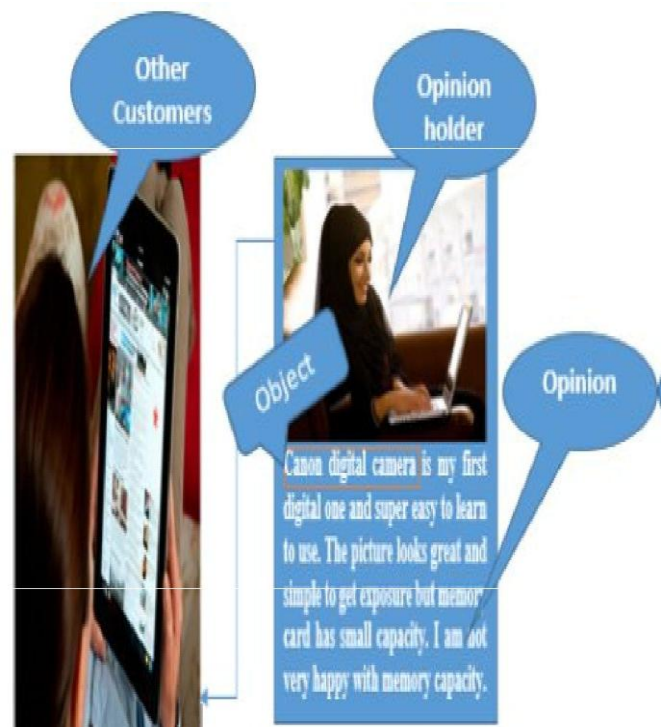 Other
Customers
Opinion
holder
Object
Opinion
Canon digital camera is my first
digital one and super easy to learn
to use. The picture looks great and
simple to get exposure but memory
card has small capacity. I am not
very happy with memory capacity.